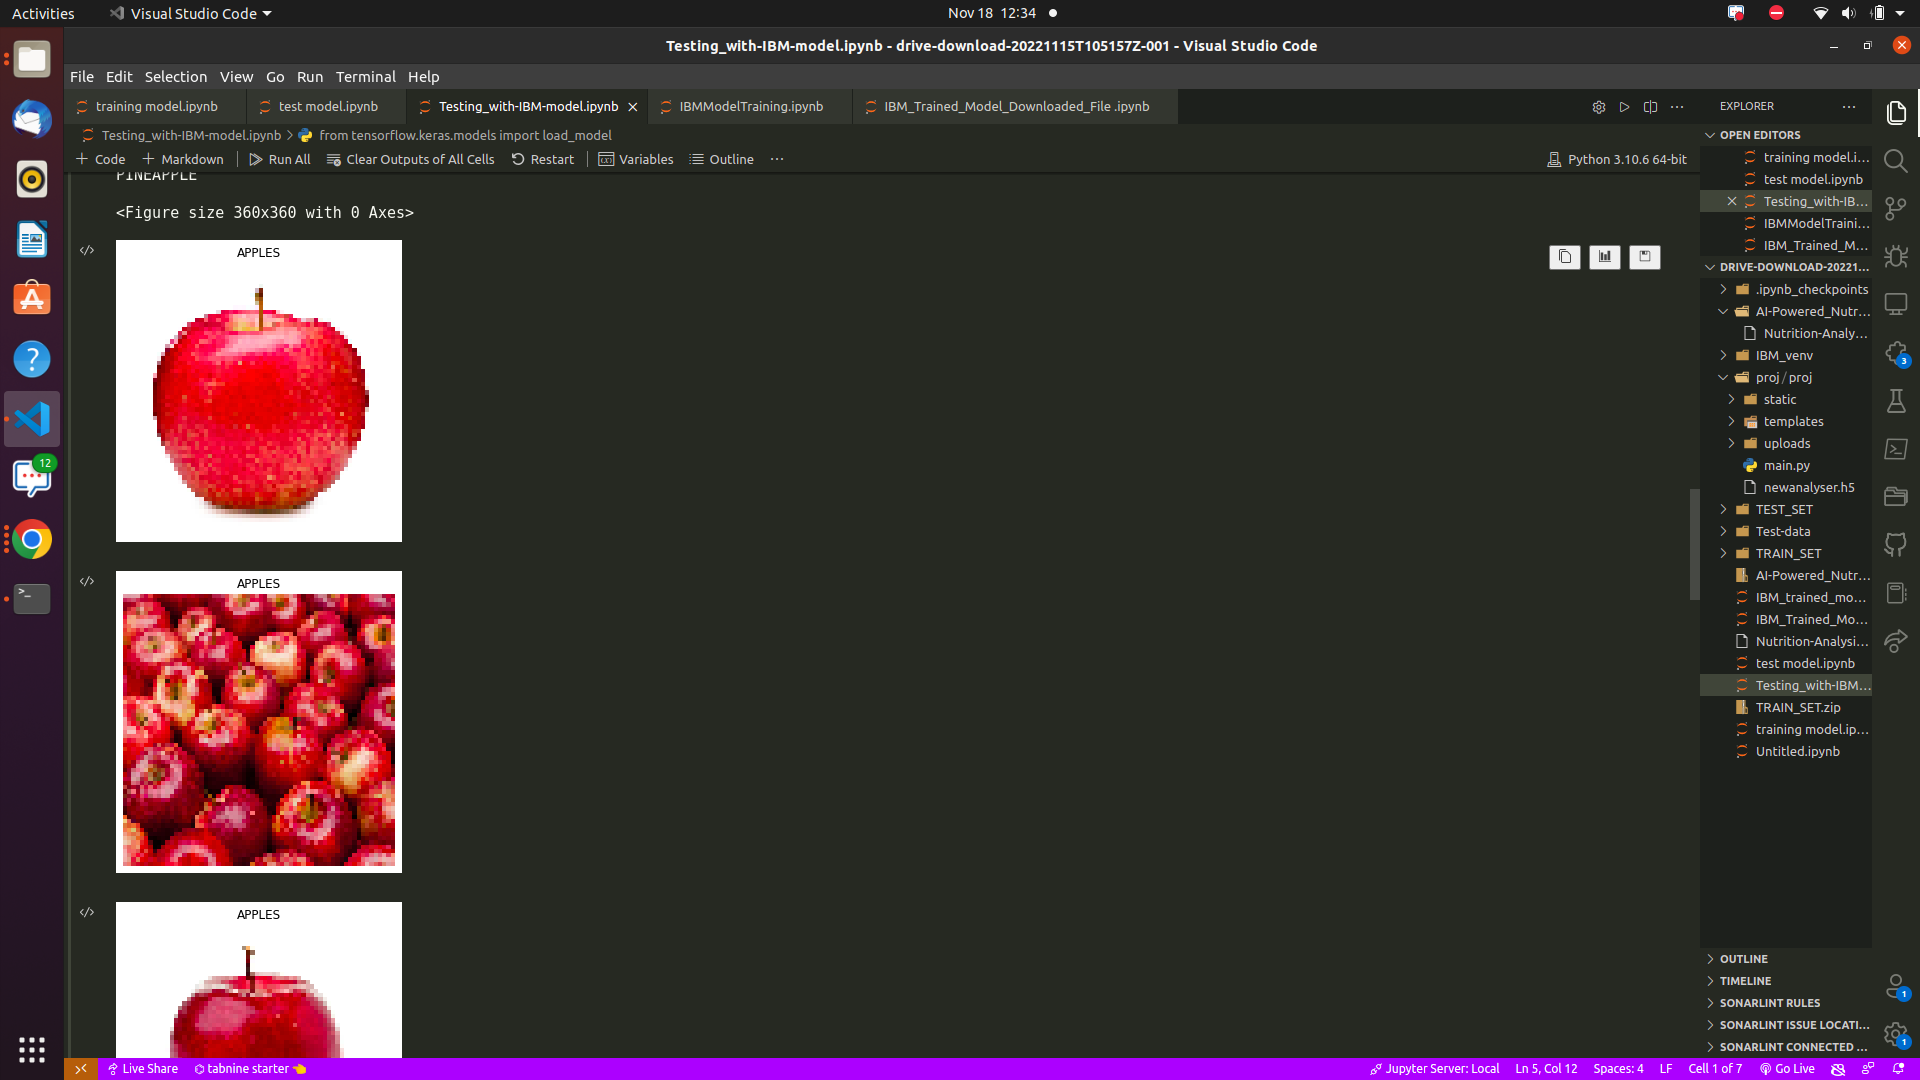 Activities
Visual Studio Code
Nov 18 12:34
Testing_with-IBM-model.ipynb - drive-download-20221115T105157Z-001 - Visual Studio Code
File Edit Selection View Go Run Terminal Help
training model.ipynb
test model.ipynb
Testing_with-IBM-model.ipynb
IBMModelTraining.ipynb
IBM_Trained_Model_Downloaded_File .ipynb
Testing_with-IBM-model.ipynb > from tensorflow.keras.models import load_model
+ Code + Markdown Run All Clear Outputs of All Cells Restart Variables Outline ...
Python 3.10.6 64-bit
PINEAPPLE
<Figure size 360x360 with 0 Axes>
APPLES
APPLES
APPLES
EXPLORER
OPEN EDITORS
training model.i...
test model.ipynb
Testing_with-IB...
IBMModelTraini...
IBM_Trained_M...
DRIVE-DOWNLOAD-20221...
.ipynb_checkpoints
AI-Powered_Nutr...
Nutrition-Analy...
IBM_venv
proj / proj
static
templates
uploads
main.py
newanalyser.h5
TEST_SET
Test-data
TRAIN_SET
AI-Powered_Nutr...
IBM_trained_mo...
IBM_Trained_Mo...
Nutrition-Analysi...
test model.ipynb
Testing_with-IBM...
TRAIN_SET.zip
training model.ip...
Untitled.ipynb
OUTLINE
TIMELINE
SONARLINT RULES
SONARLINT ISSUE LOCATI...
SONARLINT CONNECTED ...
12
3
1
1
Live Share
tabnine starter
Jupyter Server: Local
Ln 5, Col 12
Spaces: 4
LF
Cell 1 of 7
Go Live